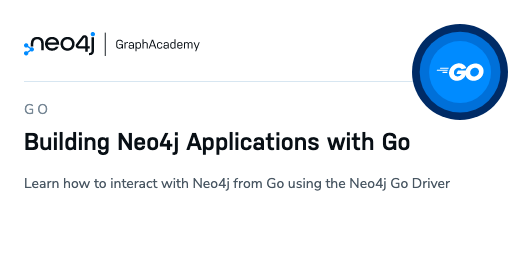 neo4j | GraphAcademy
GO
GO
Building Neo4j Applications with Go
Learn how to interact with Neo4j from Go using the Neo4j Go Driver